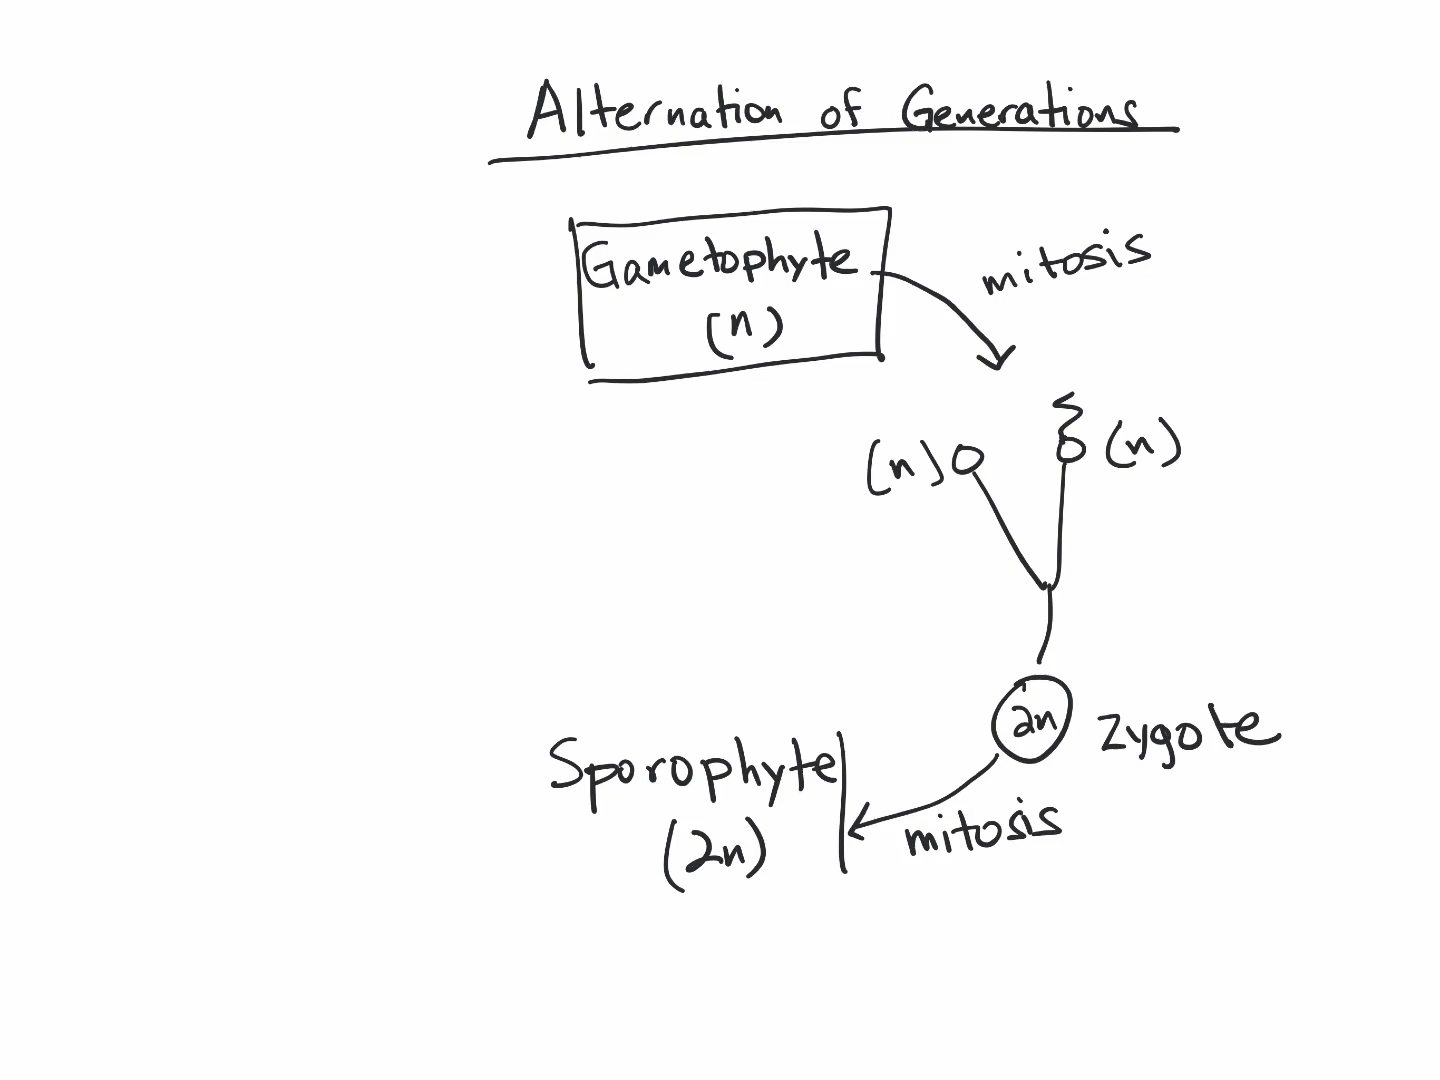 Alternation of Generations
Gametophyte
(n)
mitosis
(n)
(n)
2n
zygote
Sporophyte
(2n)
mitosis